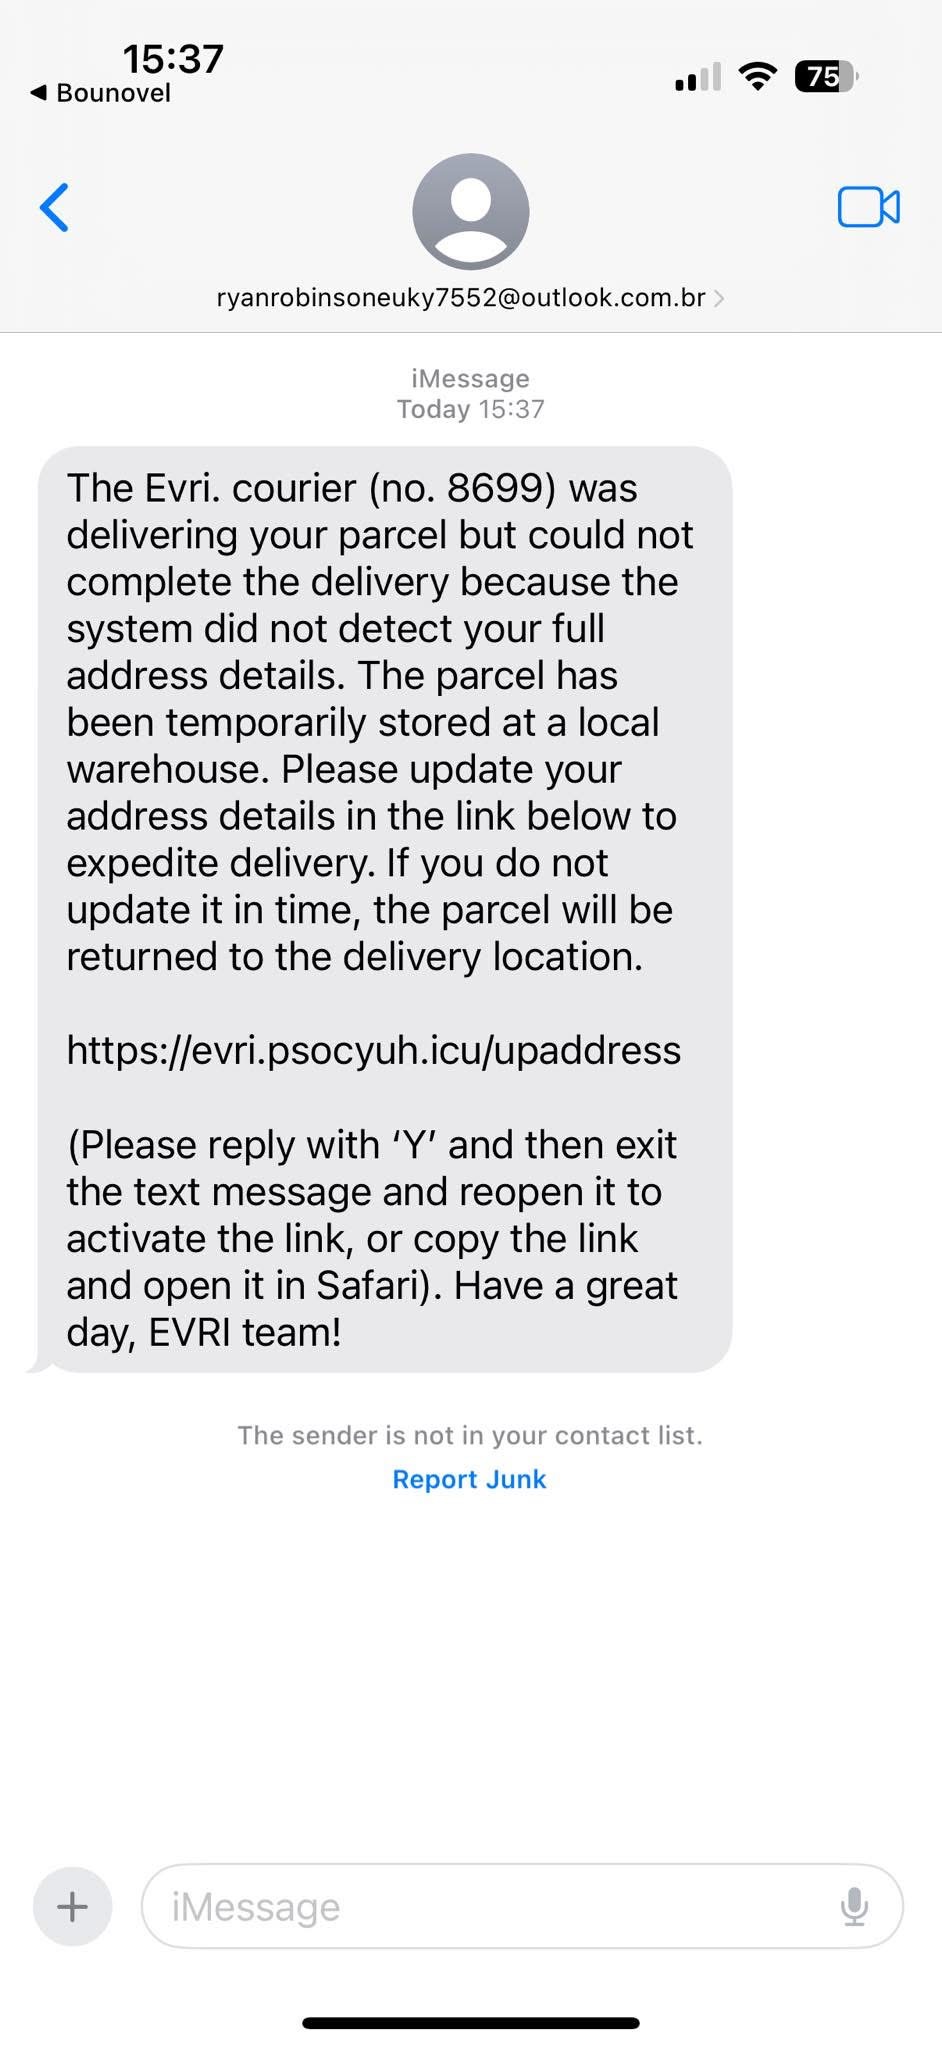 15:37
◀ Bounovel
75
ryanrobinsoneuky7552@outlook.com.br
iMessage
Today 15:37
The Evri. courier (no. 8699) was
delivering your parcel but could not
complete the delivery because the
system did not detect your full
address details. The parcel has
been temporarily stored at a local
warehouse. Please update your
address details in the link below to
expedite delivery. If you do not
update it in time, the parcel will be
returned to the delivery location.
https://evri.psocyuh.icu/upaddress
(Please reply with ‘Y’ and then exit
the text message and reopen it to
activate the link, or copy the link
and open it in Safari). Have a great
day, EVRI team!
The sender is not in your contact list.
Report Junk
iMessage